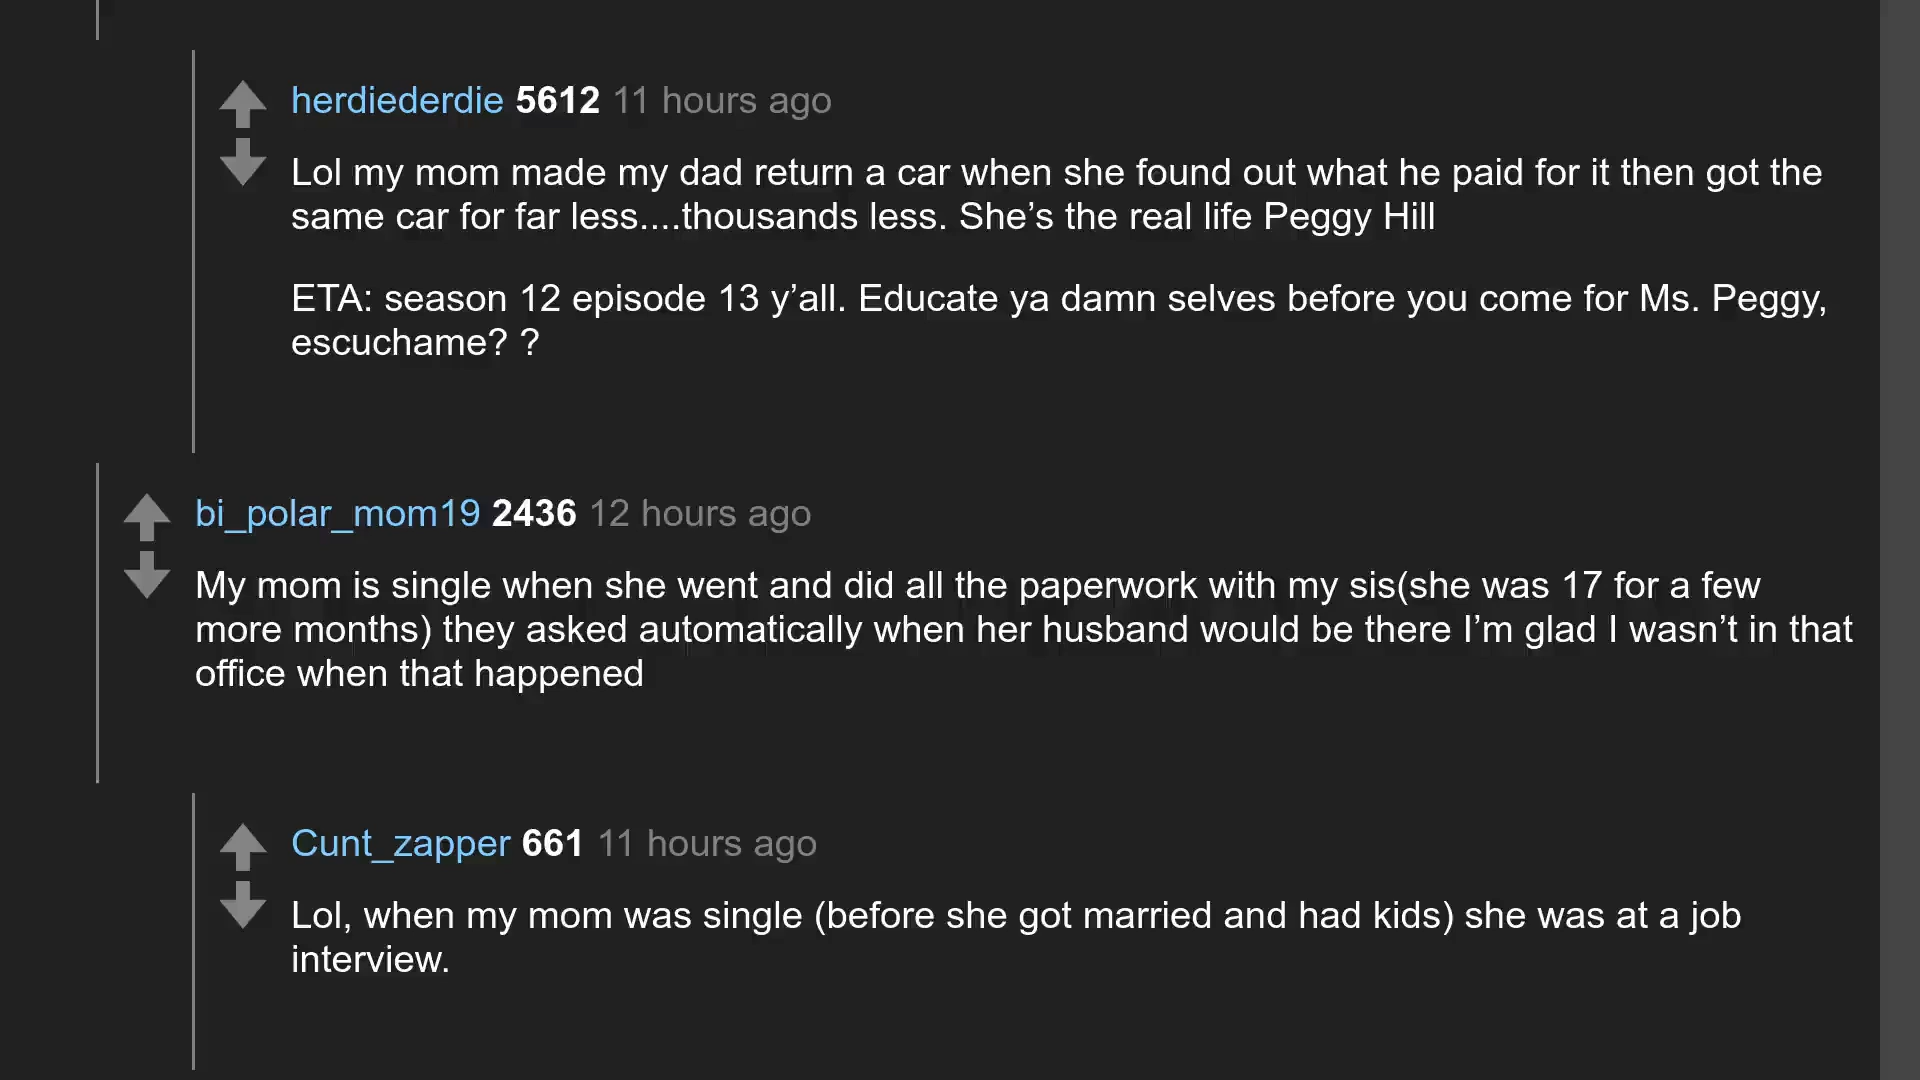 herdiederdie 5612 11 hours ago
Lol my mom made my dad return a car when she found out what he paid for it then got the
same car for far less....thousands less. She’s the real life Peggy Hill
ETA: season 12 episode 13 y’all. Educate ya damn selves before you come for Ms. Peggy,
escuchame? ?
bi_polar_mom19 2436 12 hours ago
My mom is single when she went and did all the paperwork with my sis(she was 17 for a few
more months) they asked automatically when her husband would be there I’m glad I wasn’t in that
office when that happened
Cunt_zapper 661 11 hours ago
Lol, when my mom was single (before she got married and had kids) she was at a job
interview.